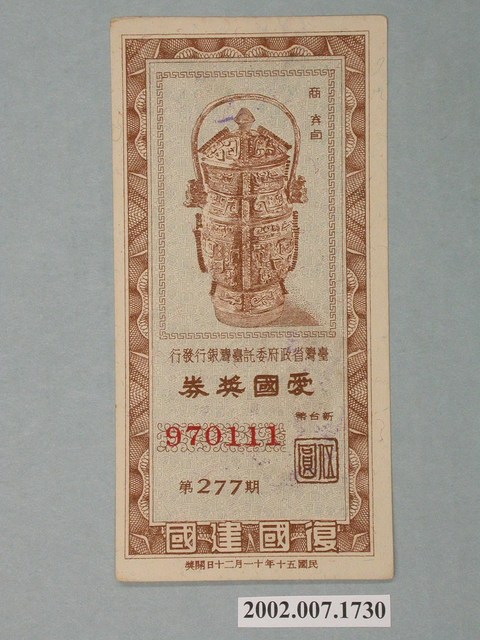 商夲卣
臺灣省政府委託臺灣銀行發行
愛國獎券
新台幣
伍圓
970111
第277期
復國建國
民國五十年十一月二十日開獎
2002.007.1730